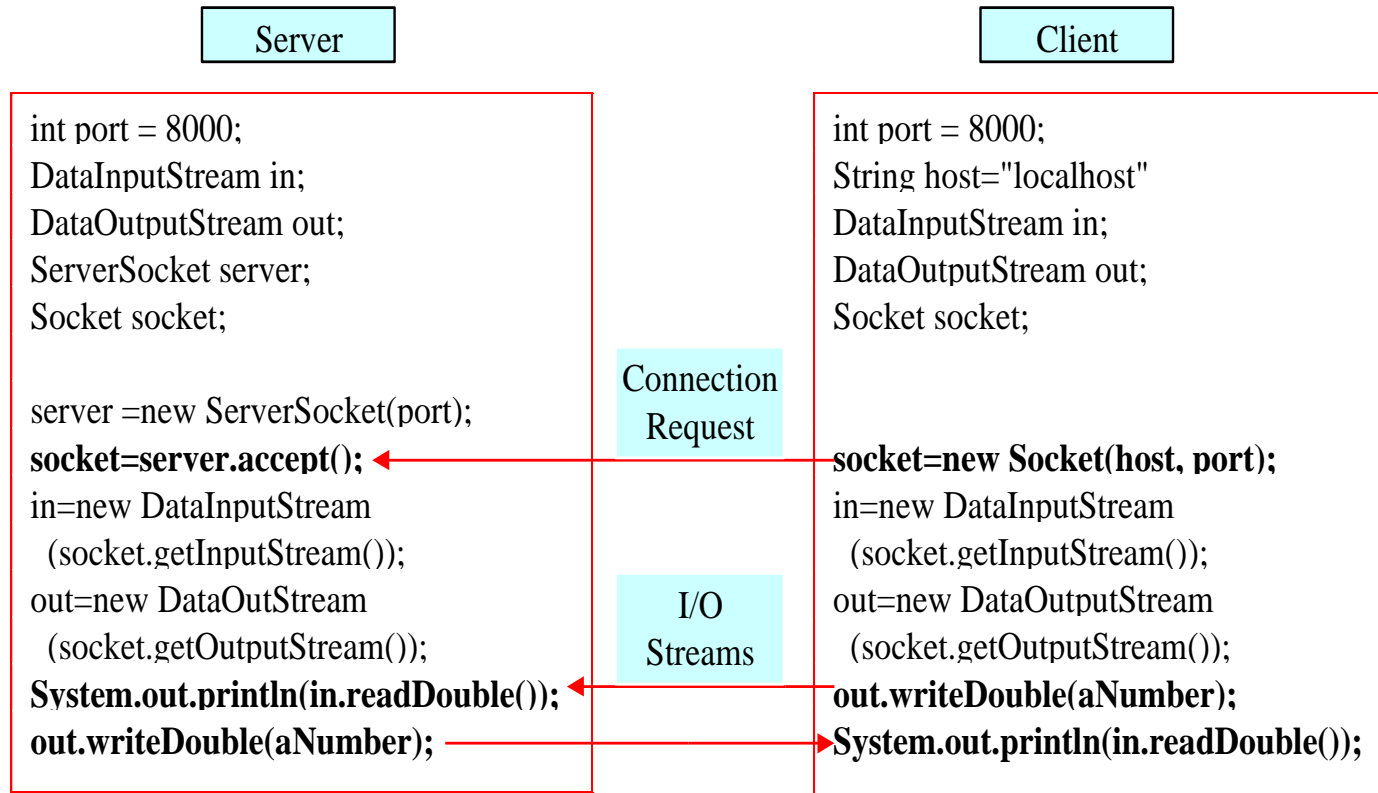 Server
int port = 8000;
DataInputStream in;
DataOutputStream out;
ServerSocket server;
Socket socket;
server =new ServerSocket(port);
socket=server.accept();
in=new DataInputStream
(socket.getInputStream());
out=new DataOutStream
(socket.getOutputStream());
System.out.println(in.readDouble());
out.writeDouble(aNumber);
Connection
Request
I/O
Streams
Client
int port = 8000;
String host="localhost"
DataInputStream in;
DataOutputStream out;
Socket socket;
socket=new Socket(host, port);
in=new DataInputStream
(socket.getInputStream());
out=new DataOutputStream
(socket.getOutputStream());
out.writeDouble(aNumber);
System.out.println(in.readDouble());